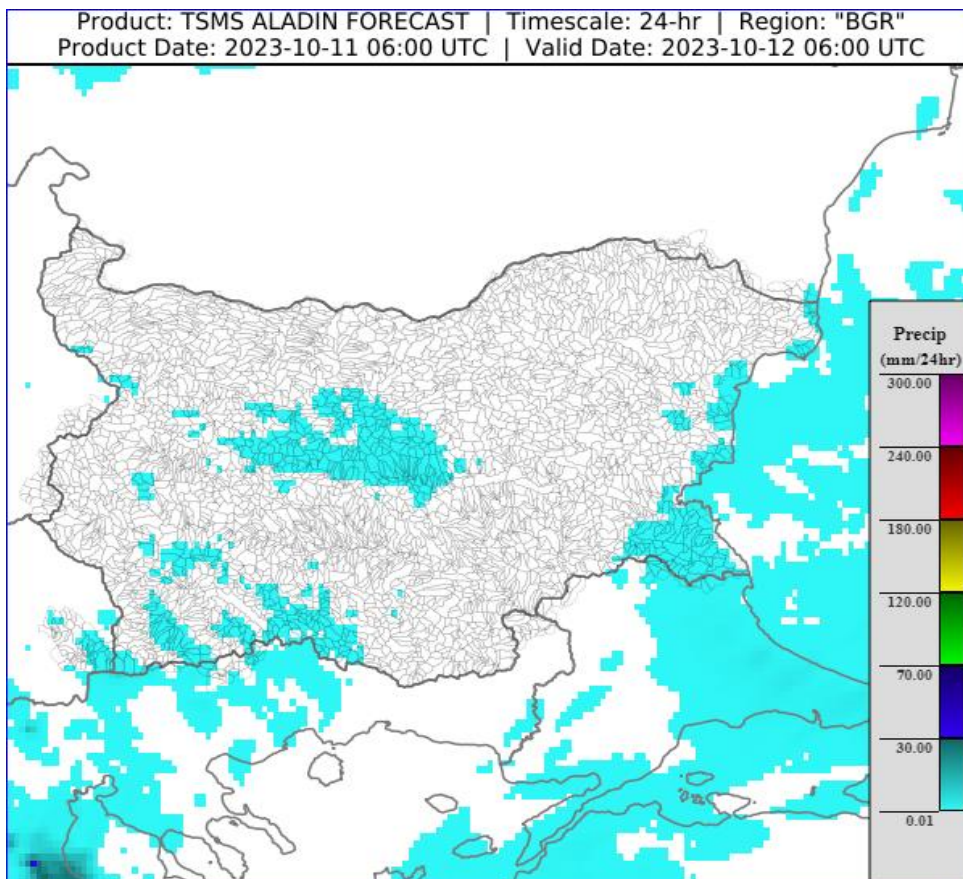 Product: TSMS ALADIN FORECAST | Timescale: 24-hr | Region: "BGR"
Product Date: 2023-10-11 06:00 UTC | Valid Date: 2023-10-12 06:00 UTC
Precip
(mm/24hr)
300.00
240.00
180.00
120.00
70.00
30.00
0.01